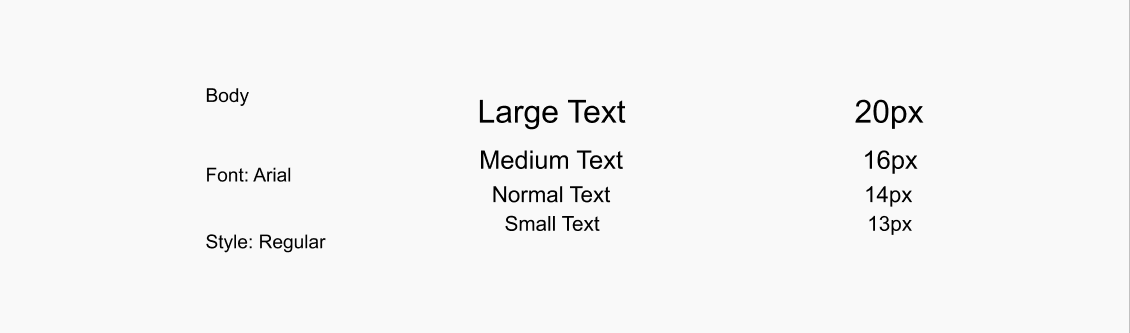 Body
Font: Arial
Style: Regular
Large Text 20px
Medium Text 16px
Normal Text 14px
Small Text 13px